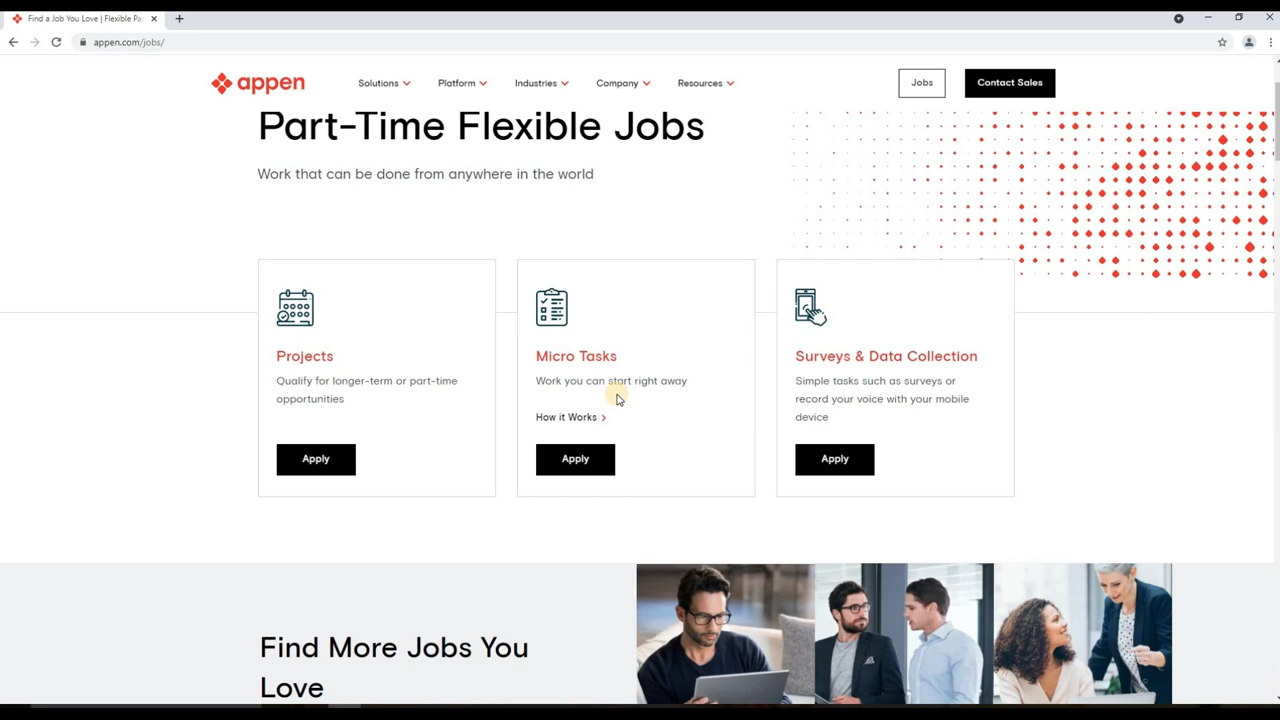 Find a Job You Love | Flexible Pa
appen.com/jobs/
appen
Solutions
Platform
Industries
Company
Resources
Jobs
Contact Sales
Part-Time Flexible Jobs
Work that can be done from anywhere in the world
Projects
Qualify for longer-term or part-time
opportunities
Apply
Micro Tasks
Work you can start right away
How it Works
Apply
Surveys & Data Collection
Simple tasks such as surveys or
record your voice with your mobile
device
Apply
Find More Jobs You
Love